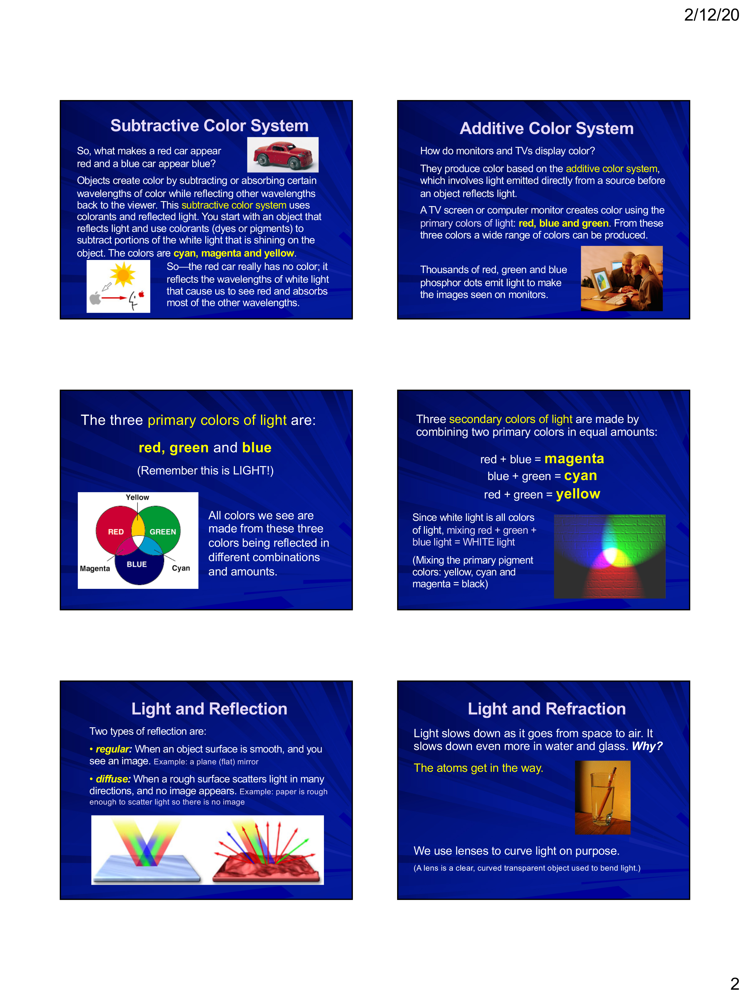 2/12/20
Subtractive Color System
So, what makes a red car appear
red and a blue car appear blue?
Objects create color by subtracting or absorbing certain
wavelengths of color while reflecting other wavelengths
back to the viewer. This subtractive color system uses
colorants and reflected light. You start with an object that
reflects light and use colorants (dyes or pigments) to
subtract portions of the white light that is shining on the
object. The colors are cyan, magenta and yellow.
So—the red car really has no color; it
reflects the wavelengths of white light
that cause us to see red and absorbs
most of the other wavelengths.
Additive Color System
How do monitors and TVs display color?
They produce color based on the additive color system,
which involves light emitted directly from a source before
an object reflects light.
A TV screen or computer monitor creates color using the
primary colors of light: red, blue and green. From these
three colors a wide range of colors can be produced.
Thousands of red, green and blue
phosphor dots emit light to make
the images seen on monitors.
The three primary colors of light are:
red, green and blue
(Remember this is LIGHT!)
Yellow
RED
GREEN
BLUE
Magenta
Cyan
All colors we see are
made from these three
colors being reflected in
different combinations
and amounts.
Three secondary colors of light are made by
combining two primary colors in equal amounts:
red + blue = magenta
blue + green = cyan
red + green = yellow
Since white light is all colors
of light, mixing red + green +
blue light = WHITE light
(Mixing the primary pigment
colors: yellow, cyan and
magenta = black)
Light and Reflection
Two types of reflection are:
• regular: When an object surface is smooth, and you
see an image. Example: a plane (flat) mirror
• diffuse: When a rough surface scatters light in many
directions, and no image appears. Example: paper is rough
enough to scatter light so there is no image
Light and Refraction
Light slows down as it goes from space to air. It
slows down even more in water and glass. Why?
The atoms get in the way.
We use lenses to curve light on purpose.
(A lens is a clear, curved transparent object used to bend light.)
2